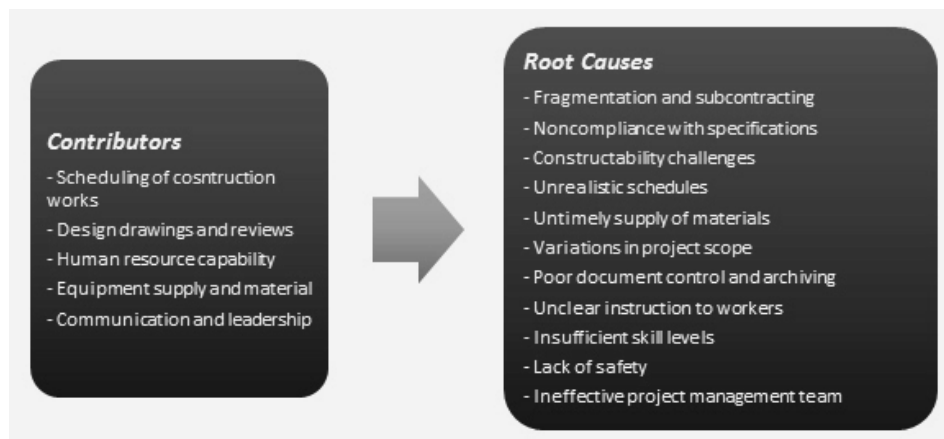 Contributors
- Scheduling of cosntruction
works
- Design drawings and reviews
- Human resource capability
- Equipment supply and material
- Communication and leadership
Root Causes
- Fragmentation and subcontracting
- Noncompliance with specifications
- Constructability challenges
- Unrealistic schedules
- Untimely supply of materials
- Variations in project scope
- Poor document control and archiving
- Unclear instruction to workers
- Insufficient skill levels
- Lack of safety
- Ineffective project management team